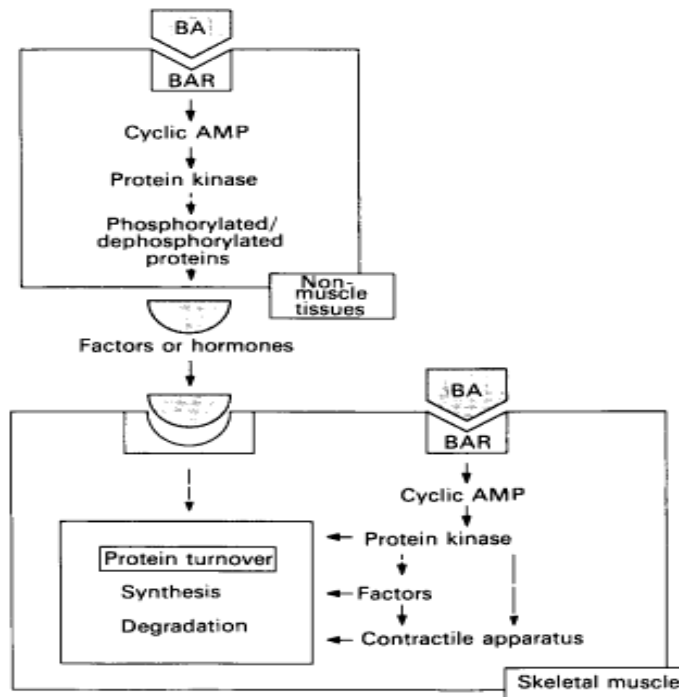 BA
BAR
Cyclic AMP
Protein kinase
Phosphorylated/
dephosphorylated
proteins
Non-
muscle
tissues
Factors or hormones
BA
BAR
Cyclic AMP
Protein kinase
Protein turnover
Synthesis
Factors
Degradation
Contractile apparatus
Skeletal muscle